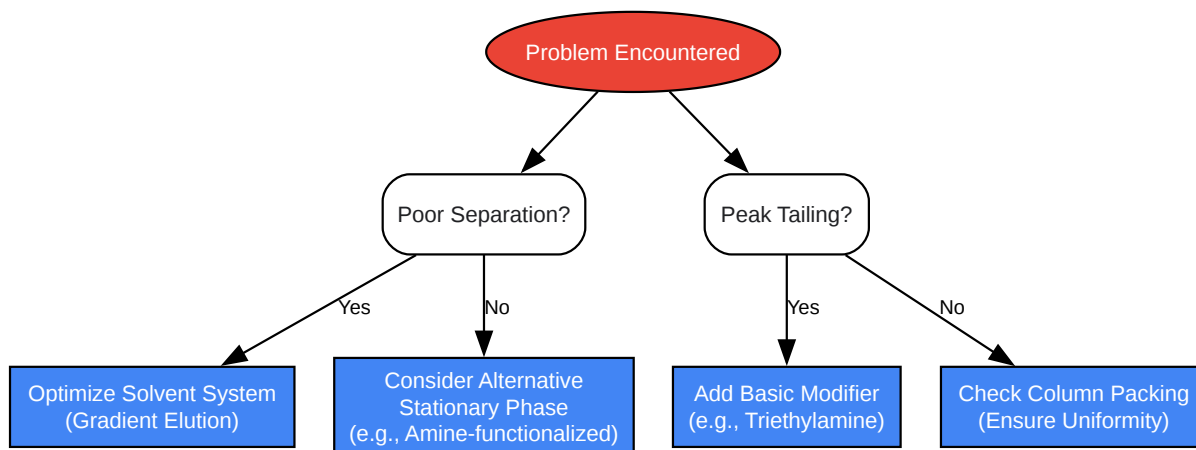 Problem Encountered
Poor Separation?
Peak Tailing?
Yes
No
Yes
No
Optimize Solvent System
(Gradient Elution)
Consider Alternative
Stationary Phase
(e.g., Amine-functionalized)
Add Basic Modifier
(e.g., Triethylamine)
Check Column Packing
(Ensure Uniformity)